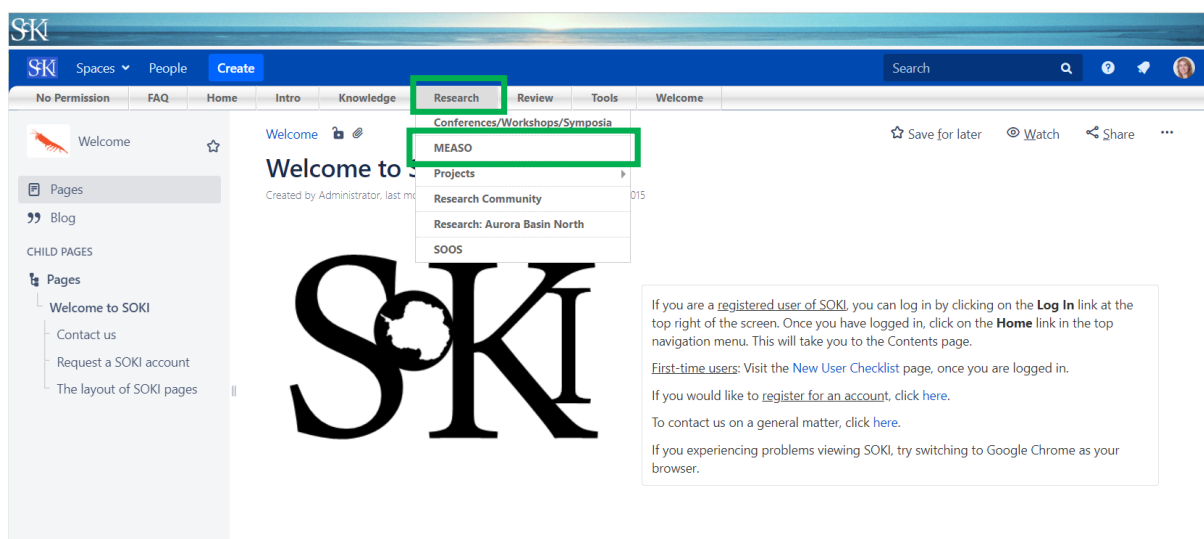 SOKI
SOKI Spaces People Create Search
No Permission FAQ Home Intro Knowledge Research Review Tools Welcome
Conferences/Workshops/Symposia
MEASO
Projects
Research Community
Research: Aurora Basin North
SOOS
Welcome
Pages
Blog
CHILD PAGES
Pages
Welcome to SOKI
Contact us
Request a SOKI account
The layout of SOKI pages
Welcome
Save for later Watch Share
Welcome to
Created by Administrator, last 015
SOKI
If you are a registered user of SOKI, you can log in by clicking on the Log In link at the
top right of the screen. Once you have logged in, click on the Home link in the top
navigation menu. This will take you to the Contents page.
First-time users: Visit the New User Checklist page, once you are logged in.
If you would like to register for an account, click here.
To contact us on a general matter, click here.
If you experiencing problems viewing SOKI, try switching to Google Chrome as your
browser.